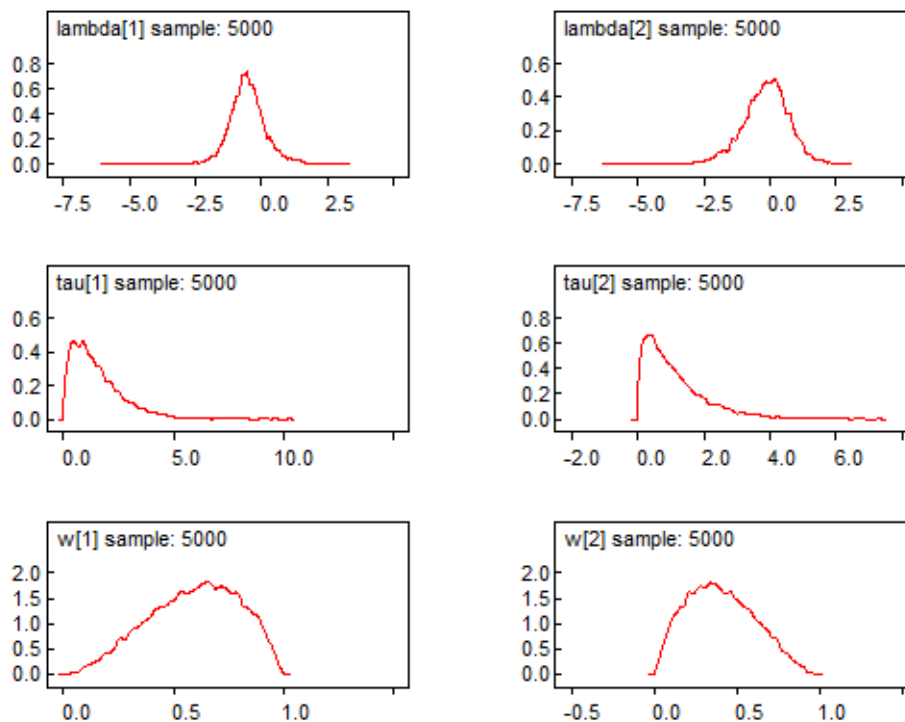 lambda[1] sample: 5000
0.8
0.6
0.4
0.2
0.0
-7.5 -5.0 -2.5 0.0 2.5
lambda[2] sample: 5000
0.6
0.4
0.2
0.0
-7.5 -5.0 -2.5 0.0 2.5
tau[1] sample: 5000
0.6
0.4
0.2
0.0
0.0 5.0 10.0
tau[2] sample: 5000
0.8
0.6
0.4
0.2
0.0
-2.0 0.0 2.0 4.0 6.0
w[1] sample: 5000
2.0
1.5
1.0
0.5
0.0
0.0 0.5 1.0
w[2] sample: 5000
2.0
1.5
1.0
0.5
0.0
-0.5 0.0 0.5 1.0